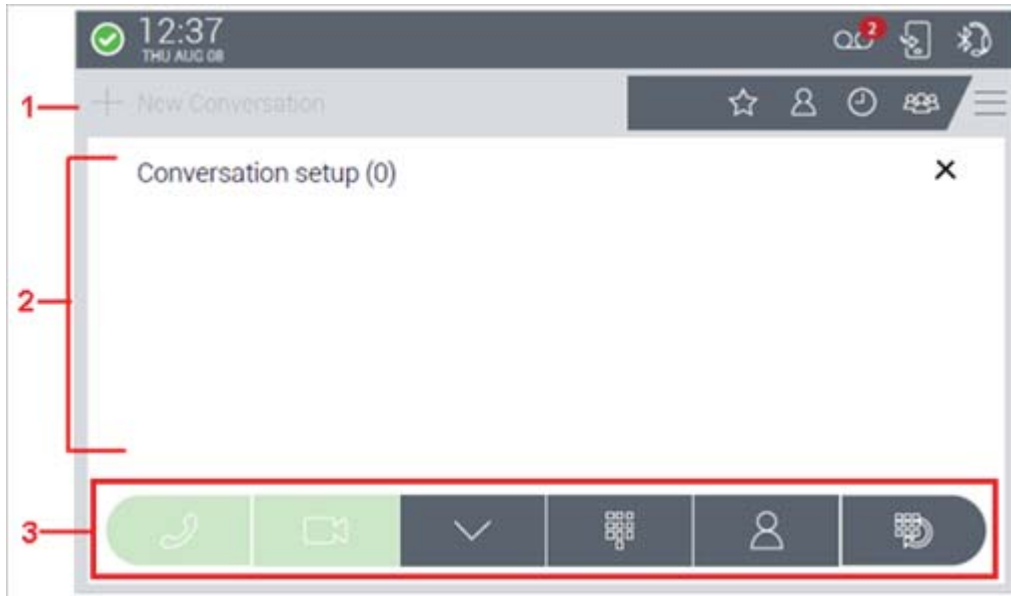 12:37
THU AUG 08
2
1
+ New Conversation
Conversation setup (0)
2
3